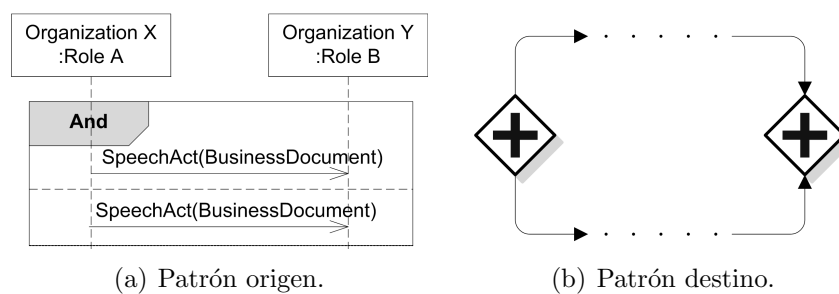 Organization X
:Role A
Organization Y
:Role B
And
SpeechAct(BusinessDocument)
SpeechAct(BusinessDocument)
(a) Patrón origen.
(b) Patrón destino.